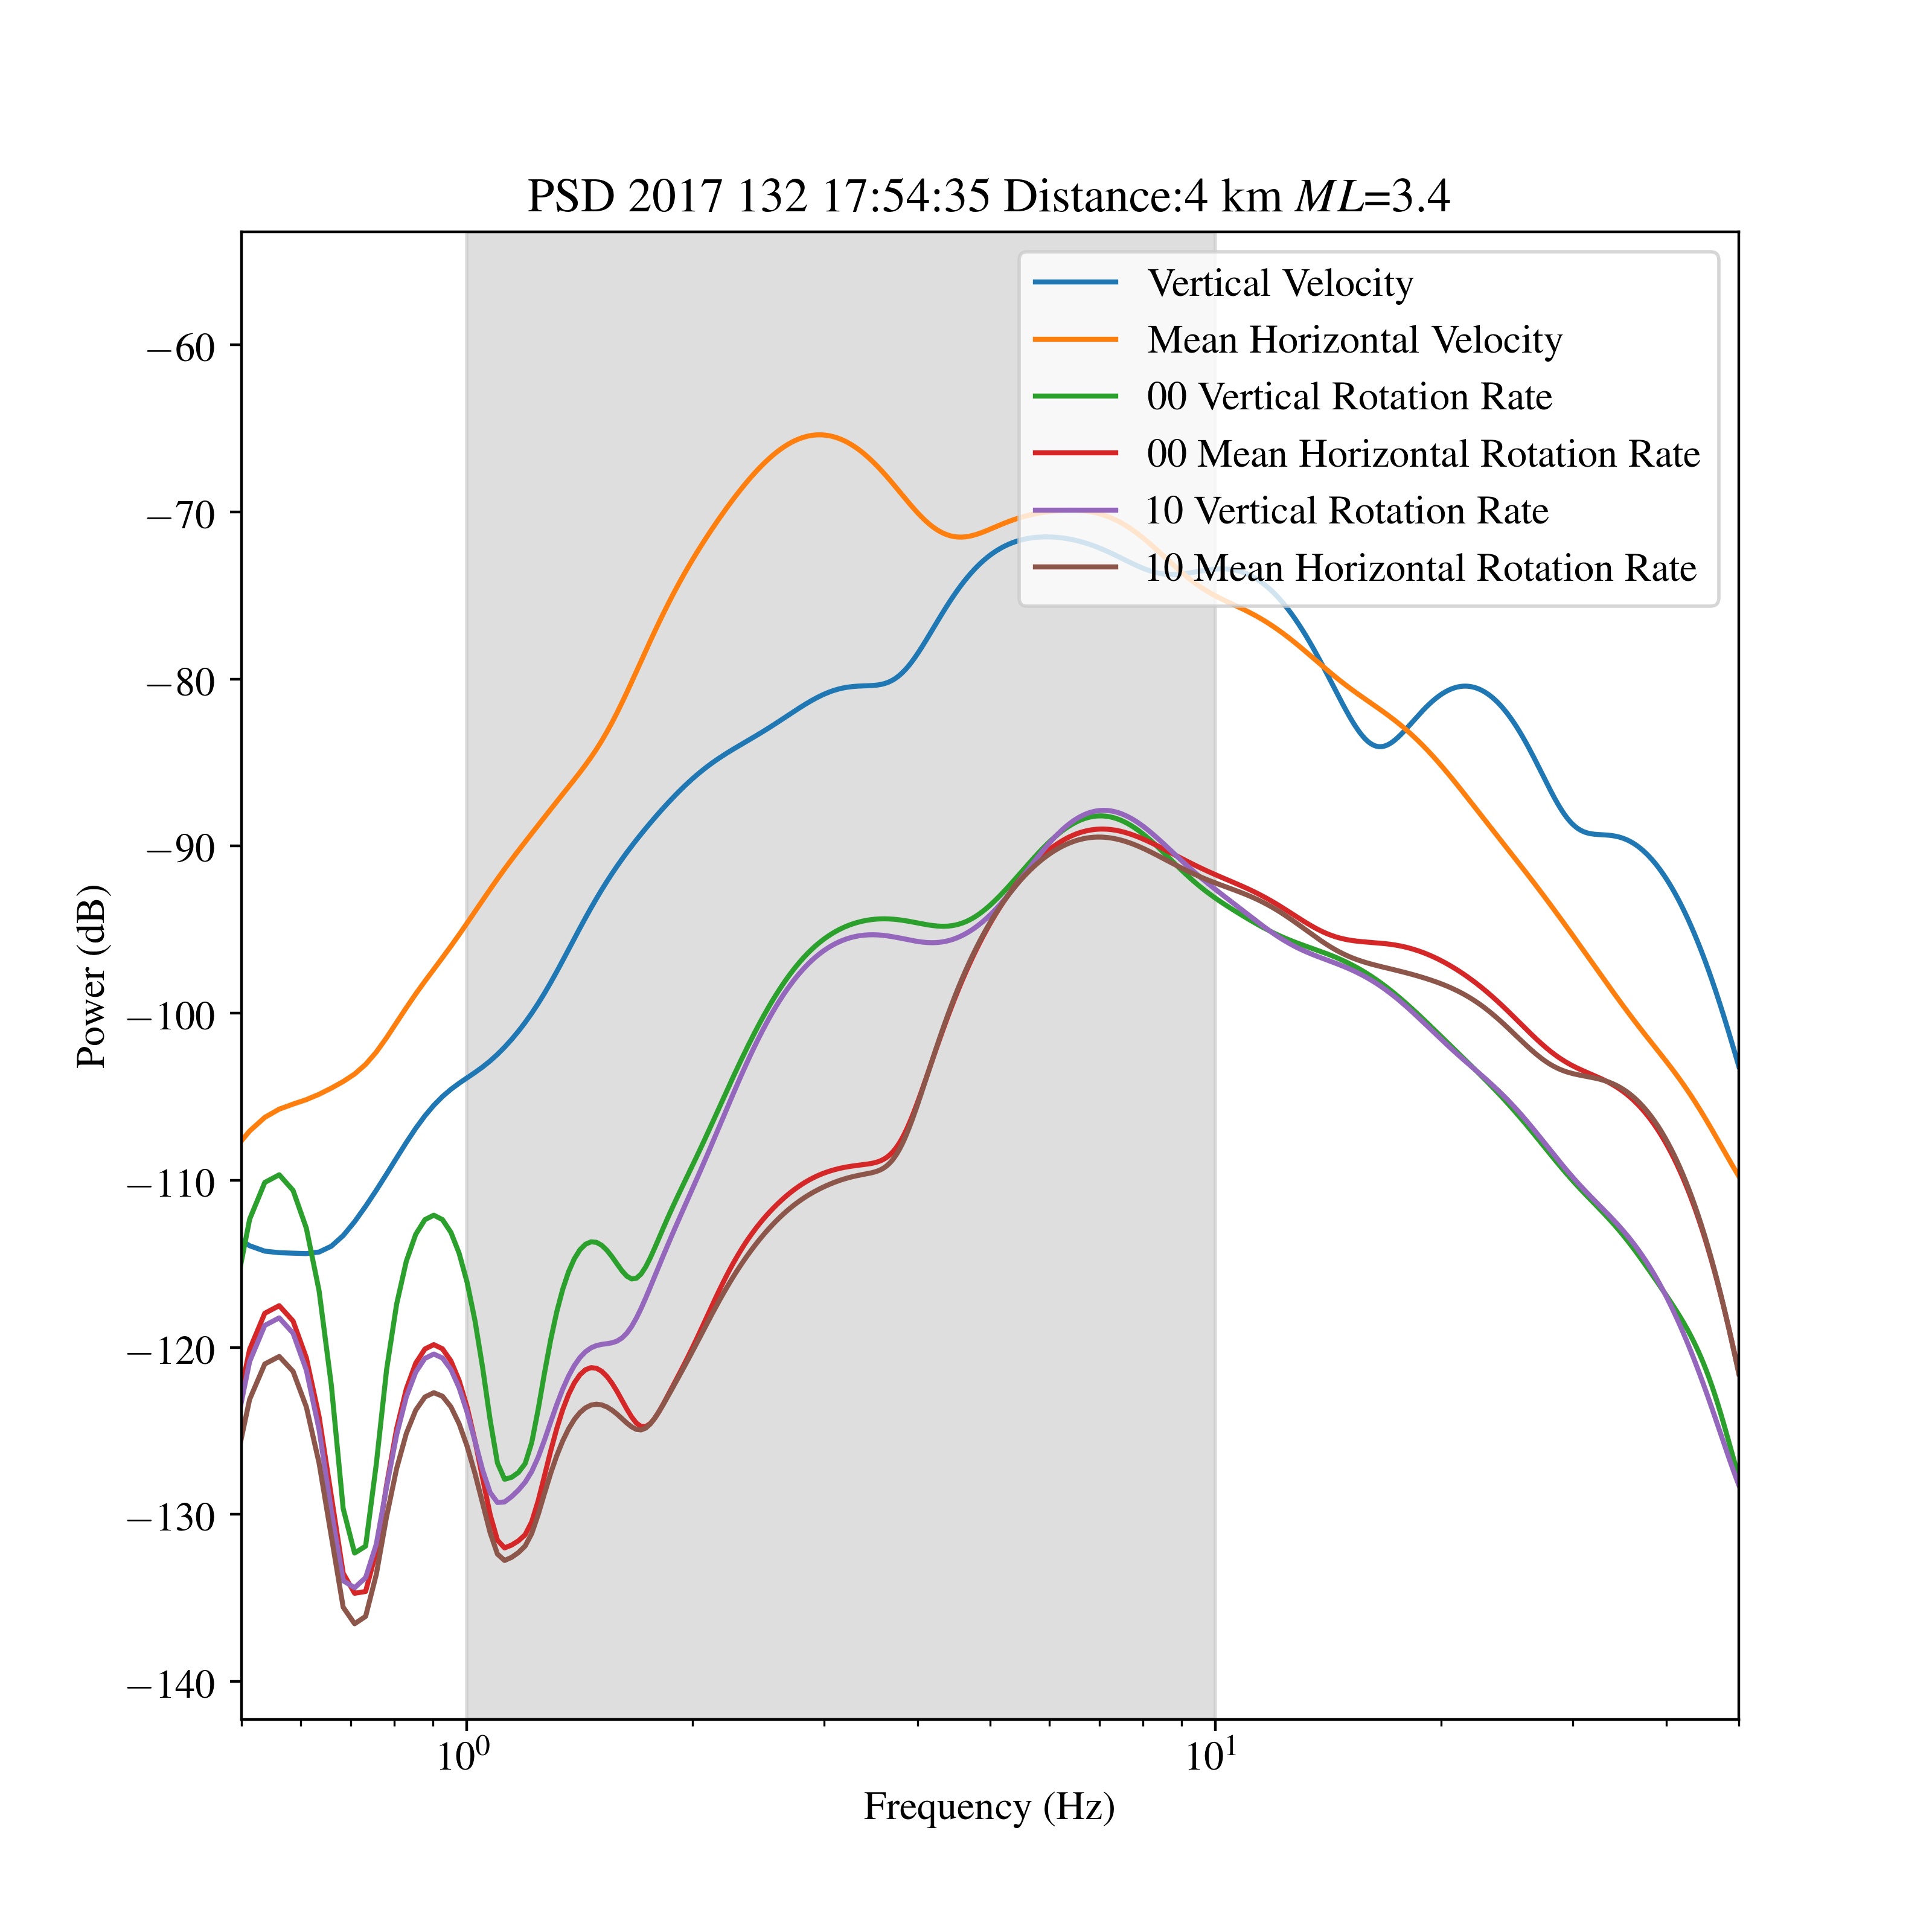 PSD 2017 132 17:54:35 Distance:4 km ML=3.4
Vertical Velocity
Mean Horizontal Velocity
00 Vertical Rotation Rate
00 Mean Horizontal Rotation Rate
10 Vertical Rotation Rate
10 Mean Horizontal Rotation Rate
−60
−70
−80
−90
−100
−110
−120
−130
−140
Power (dB)
10⁰
10¹
Frequency (Hz)